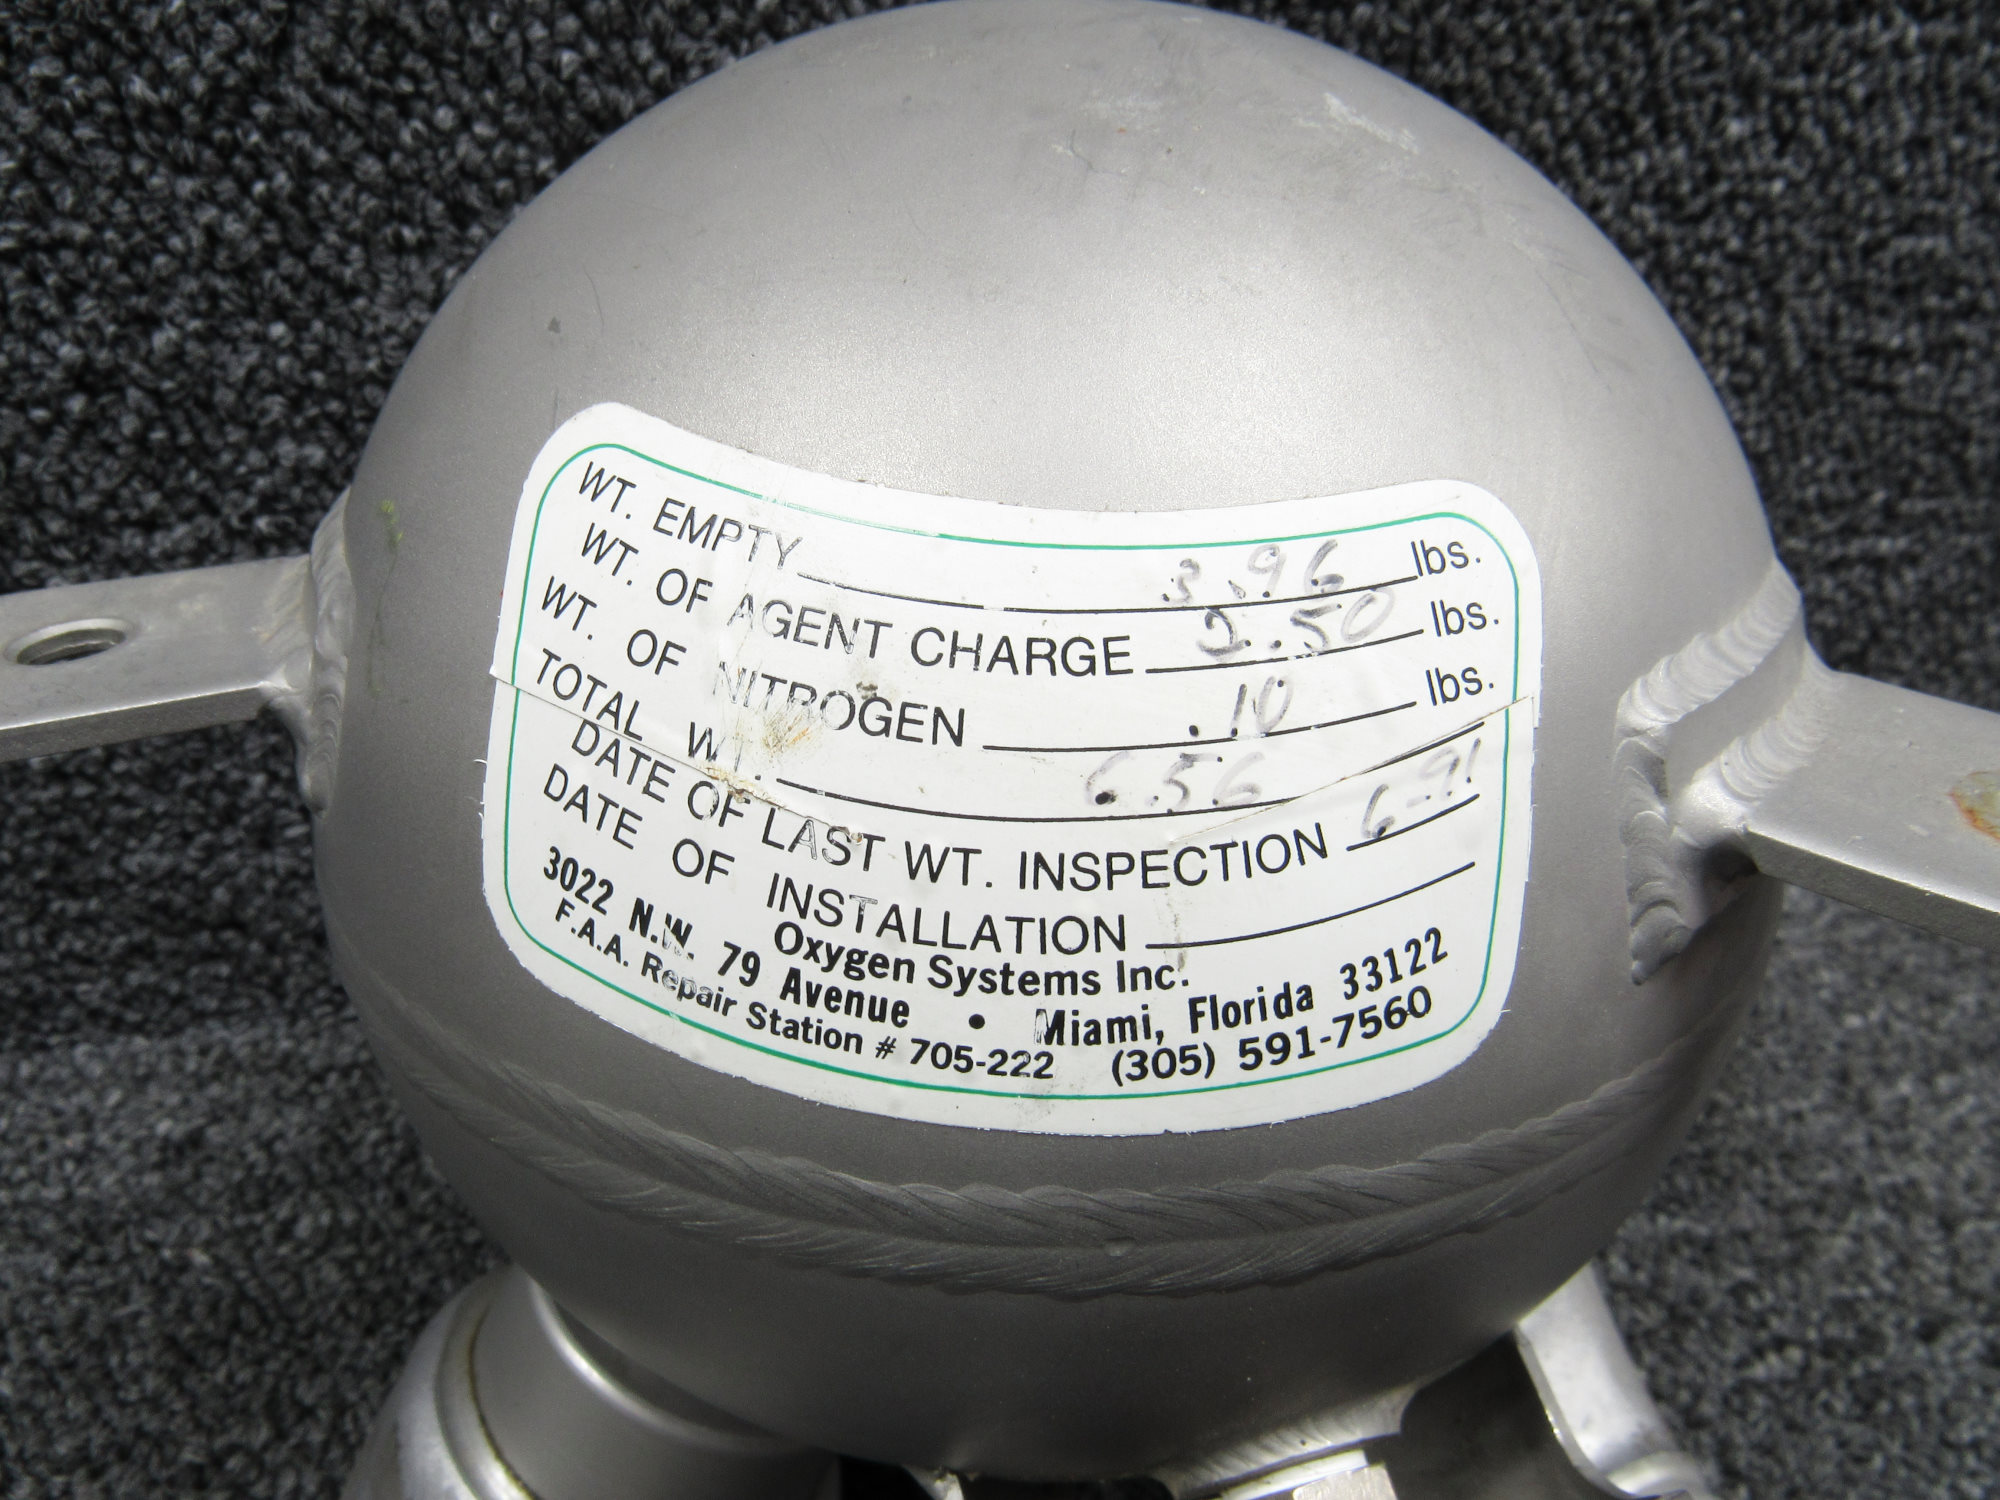 WT. EMPTY 3.96 lbs.
WT. OF AGENT CHARGE 2.50 lbs.
WT. OF NITROGEN .10 lbs.
TOTAL WT. 6.56
DATE OF LAST WT. INSPECTION 6-91
DATE OF INSTALLATION
Oxygen Systems Inc.
3022 N.W. 79 Avenue • Miami, Florida 33122
F.A.A. Repair Station # 705-222 (305) 591-7560